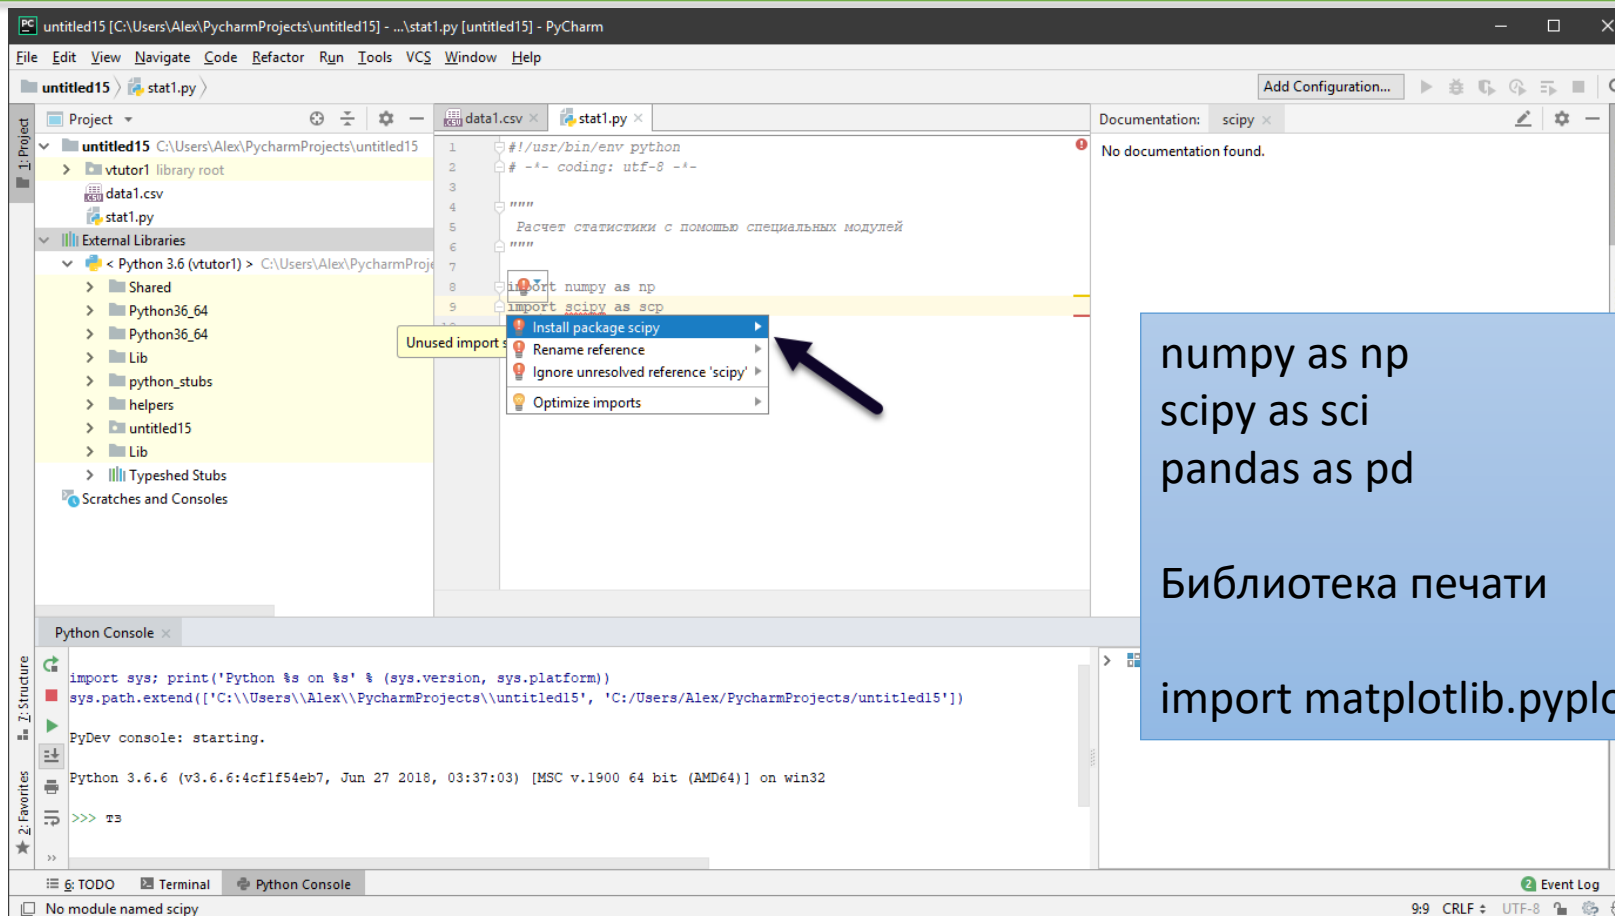 untitled15 [C:\Users\Alex\PycharmProjects\untitled15] - ...\stat1.py [untitled15] - PyCharm
File Edit View Navigate Code Refactor Run Tools VCS Window Help
untitled15 stat1.py
Add Configuration...
1: Project
Project
untitled15 C:\Users\Alex\PycharmProjects\untitled15
vtutor1 library root
data1.csv
stat1.py
External Libraries
< Python 3.6 (vtutor1) > C:\Users\Alex\PycharmProje
Shared
Python36_64
Python36_64
Lib
python_stubs
helpers
untitled15
Lib
Typeshed Stubs
Scratches and Consoles
data1.csv stat1.py
1 #!/usr/bin/env python
2 # -*- coding: utf-8 -*-
3
4 """
5 Расчет статистики с помощью специальных модулей
6 """
7
8 import numpy as np
9 import scipy as scp
Unused import s
Install package scipy
Rename reference
Ignore unresolved reference 'scipy'
Optimize imports
Documentation: scipy
No documentation found.
numpy as np
scipy as sci
pandas as pd
Библиотека печати
import matplotlib.pyplo
Python Console
import sys; print('Python %s on %s' % (sys.version, sys.platform))
sys.path.extend(['C:\\Users\\Alex\\PycharmProjects\\untitled15', 'C:/Users/Alex/PycharmProjects/untitled15'])
PyDev console: starting.
Python 3.6.6 (v3.6.6:4cf1f54eb7, Jun 27 2018, 03:37:03) [MSC v.1900 64 bit (AMD64)] on win32
>>> тз
7: Structure
2: Favorites
6: TODO Terminal Python Console
2 Event Log
No module named scipy
9:9 CRLF UTF-8